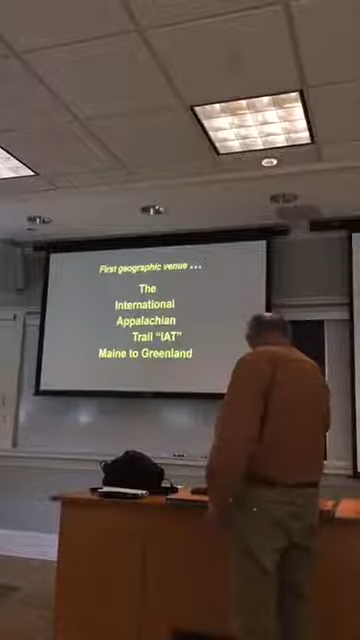 First geographic venue ...
The
International
Appalachian
Trail "IAT"
Maine to Greenland